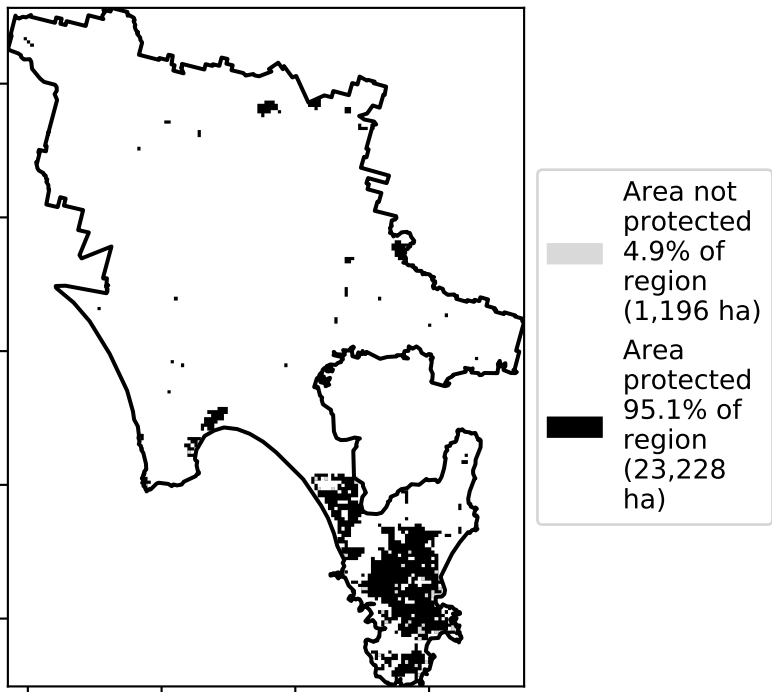 Area not
protected
4.9% of
region
(1,196 ha)
Area
protected
95.1% of
region
(23,228
ha)